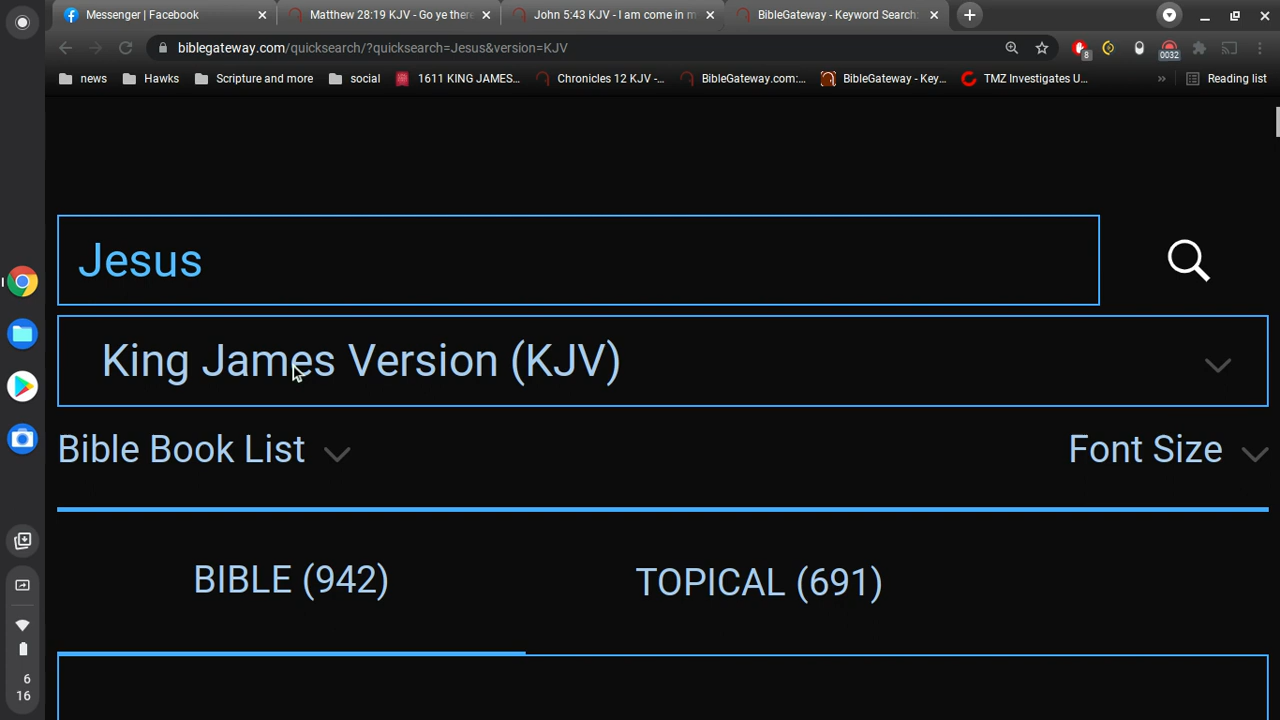 Messenger | Facebook
Matthew 28:19 KJV - Go ye there
John 5:43 KJV - I am come in m
BibleGateway - Keyword Search:
biblegateway.com/quicksearch/?quicksearch=Jesus&version=KJV
8
0032
news
Hawks
Scripture and more
social
1611 KING JAMES...
Chronicles 12 KJV -...
BibleGateway.com:...
BibleGateway - Key...
TMZ Investigates U...
»
Reading list
Jesus
King James Version (KJV)
Bible Book List
Font Size
BIBLE (942)
TOPICAL (691)
6
16